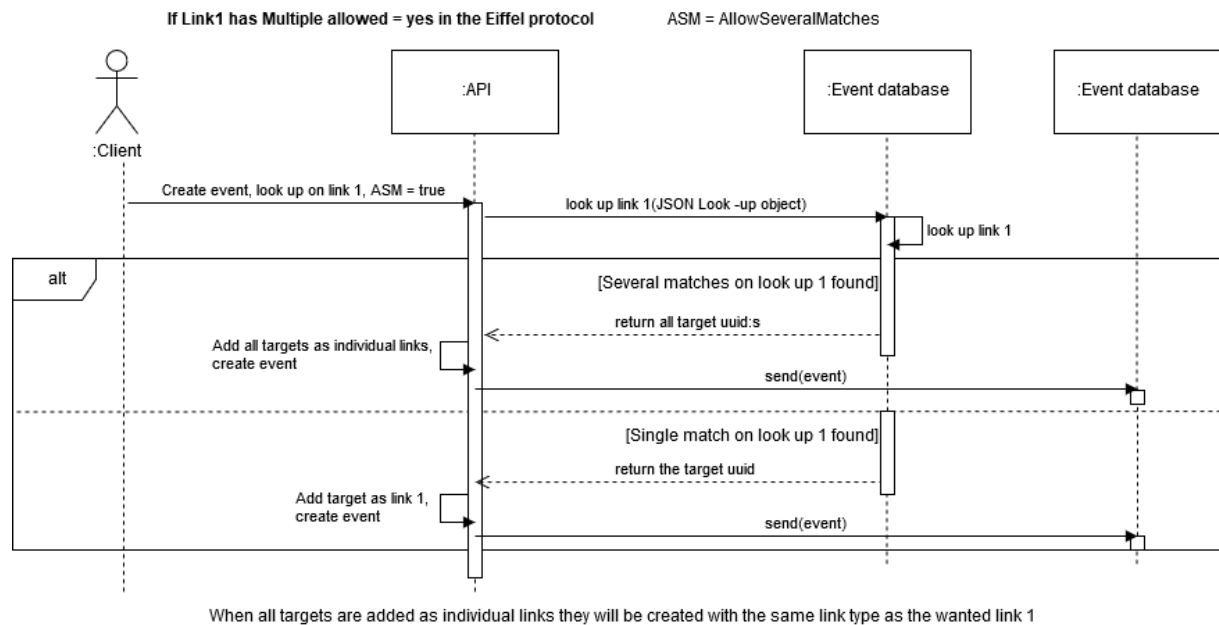 If Link1 has Multiple allowed = yes in the Eiffel protocol
ASM = AllowSeveralMatches
:Client
:API
:Event database
:Event database
Create event, look up on link 1, ASM = true
look up link 1(JSON Look -up object)
look up link 1
alt
[Several matches on look up 1 found]
return all target uuid:s
Add all targets as individual links,
create event
send(event)
[Single match on look up 1 found]
return the target uuid
Add target as link 1,
create event
send(event)
When all targets are added as individual links they will be created with the same link type as the wanted link 1